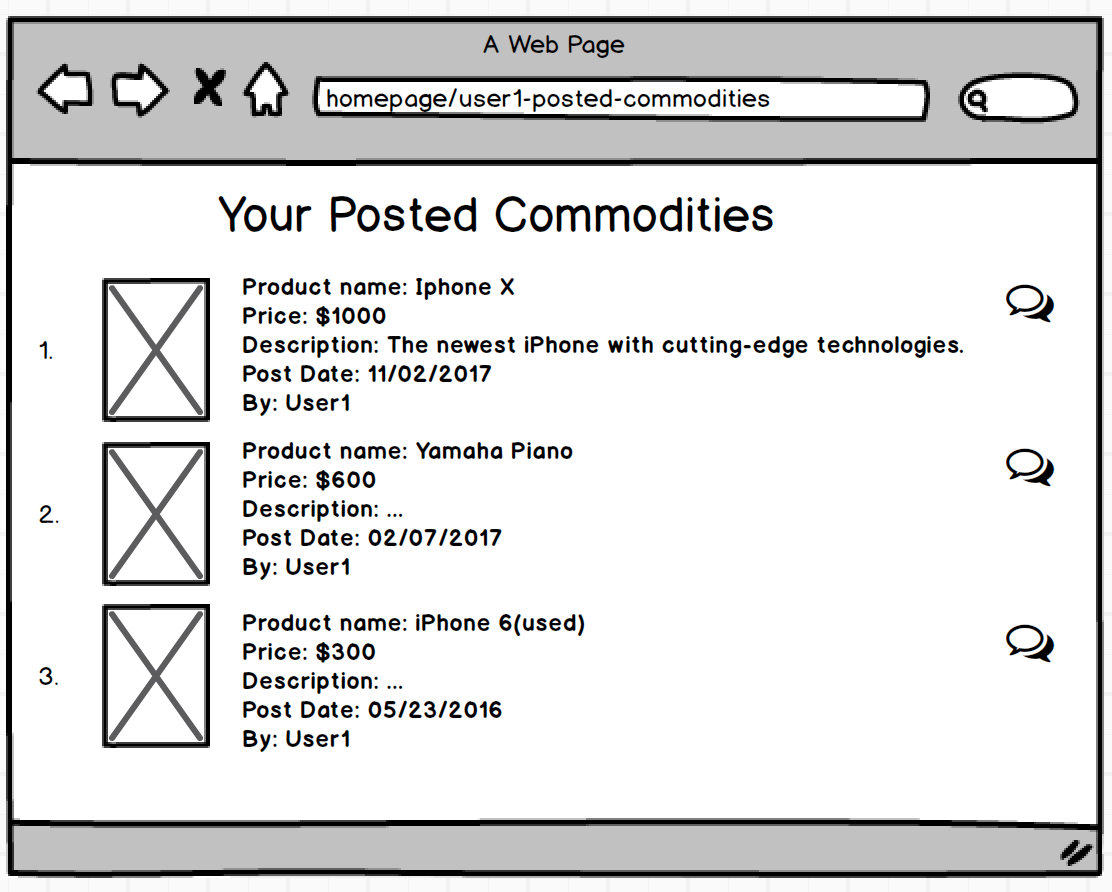 A Web Page
homepage/user1-posted-commodities
Your Posted Commodities
1.
Product name: Iphone X
Price: $1000
Description: The newest iPhone with cutting-edge technologies.
Post Date: 11/02/2017
By: User1
2.
Product name: Yamaha Piano
Price: $600
Description: ...
Post Date: 02/07/2017
By: User1
3.
Product name: iPhone 6(used)
Price: $300
Description: ...
Post Date: 05/23/2016
By: User1